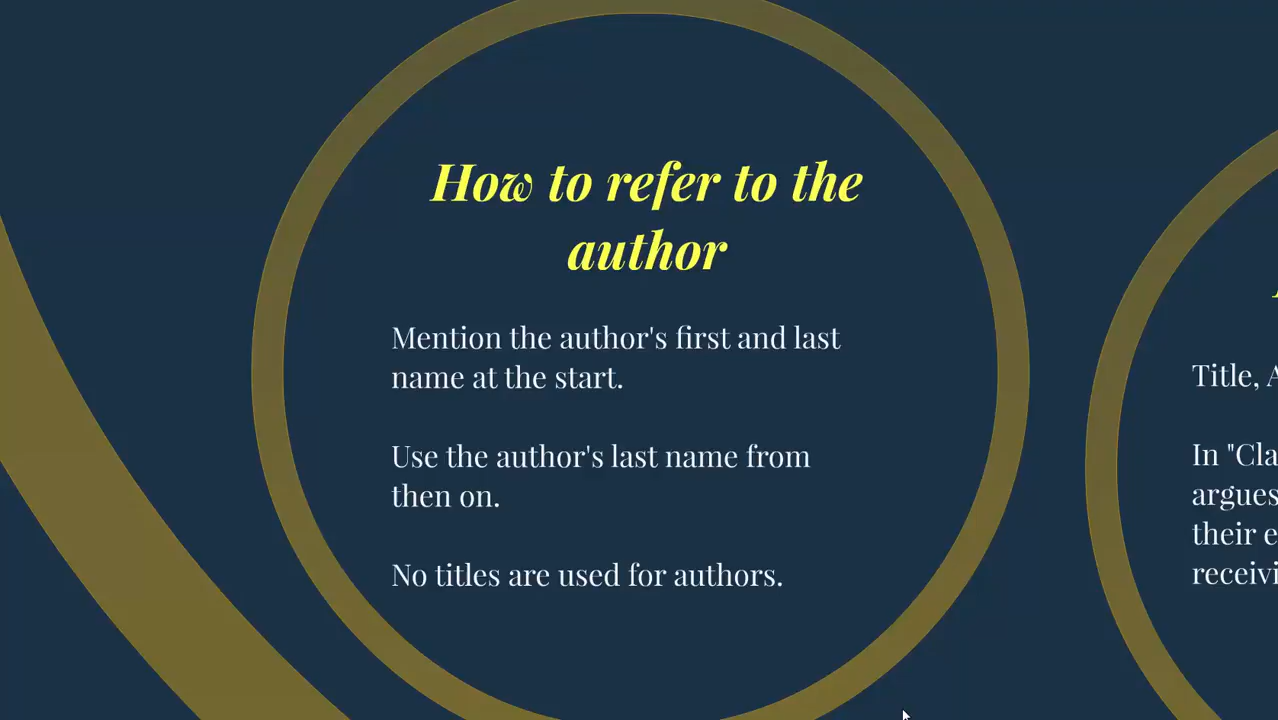 How to refer to the
author
Mention the author's first and last
name at the start.
Use the author's last name from
then on.
No titles are used for authors.
Title,
In "Cla
argues
their e
receivi